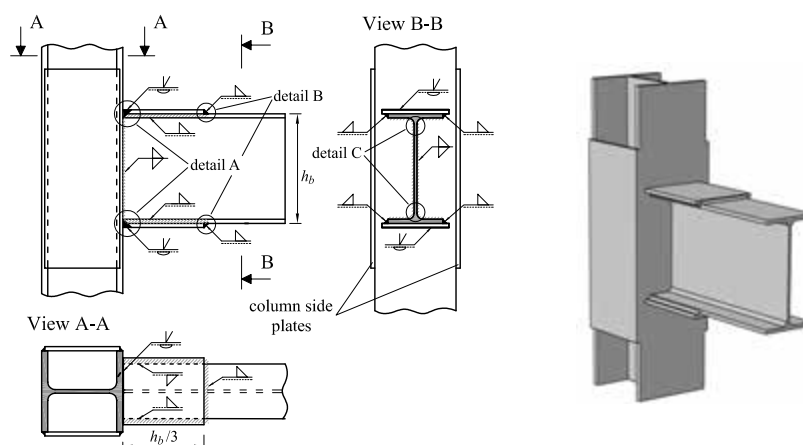 A
A
B
View B-B
detail B
detail A
h_b
detail C
B
column side
plates
View A-A
h_b/3